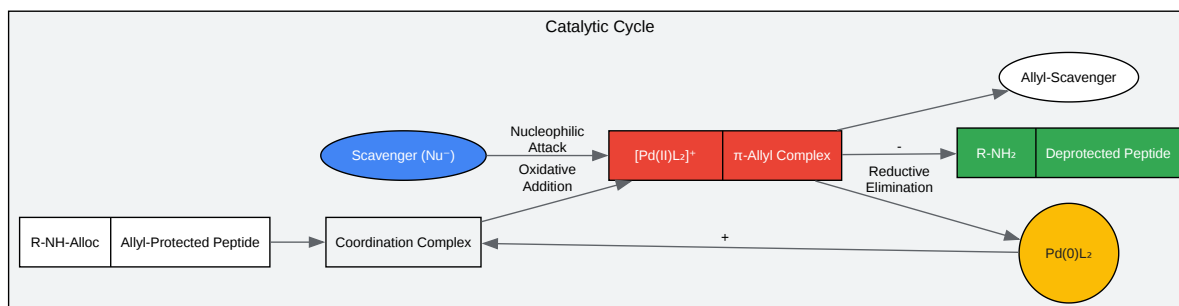 Catalytic Cycle
Allyl-Scavenger
Nucleophilic
Attack
Scavenger (Nu⁻)
[Pd(II)L₂]⁺
π-Allyl Complex
-
R-NH₂
Deprotected Peptide
Oxidative
Addition
Reductive
Elimination
R-NH-Alloc
Allyl-Protected Peptide
Coordination Complex
+
Pd(0)L₂